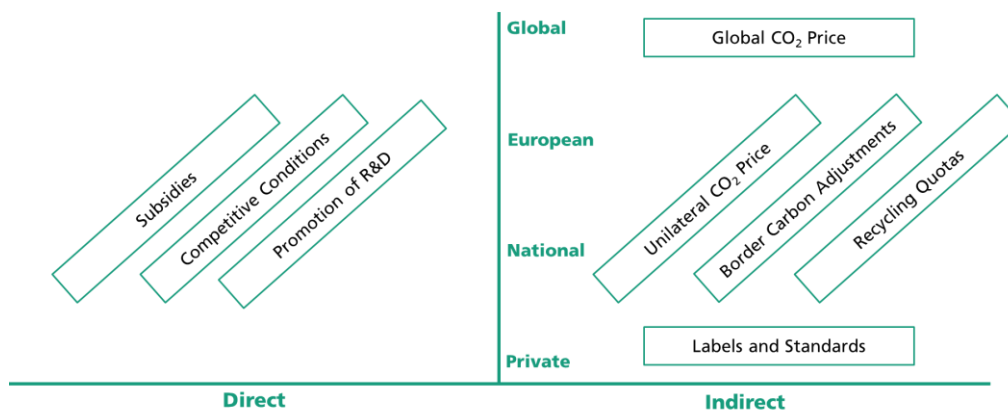 Global
Global CO₂ Price
European
Subsidies
Competitive Conditions
Promotion of R&D
Unilateral CO₂ Price
Border Carbon Adjustments
Recycling Quotas
National
Labels and Standards
Private
Direct
Indirect